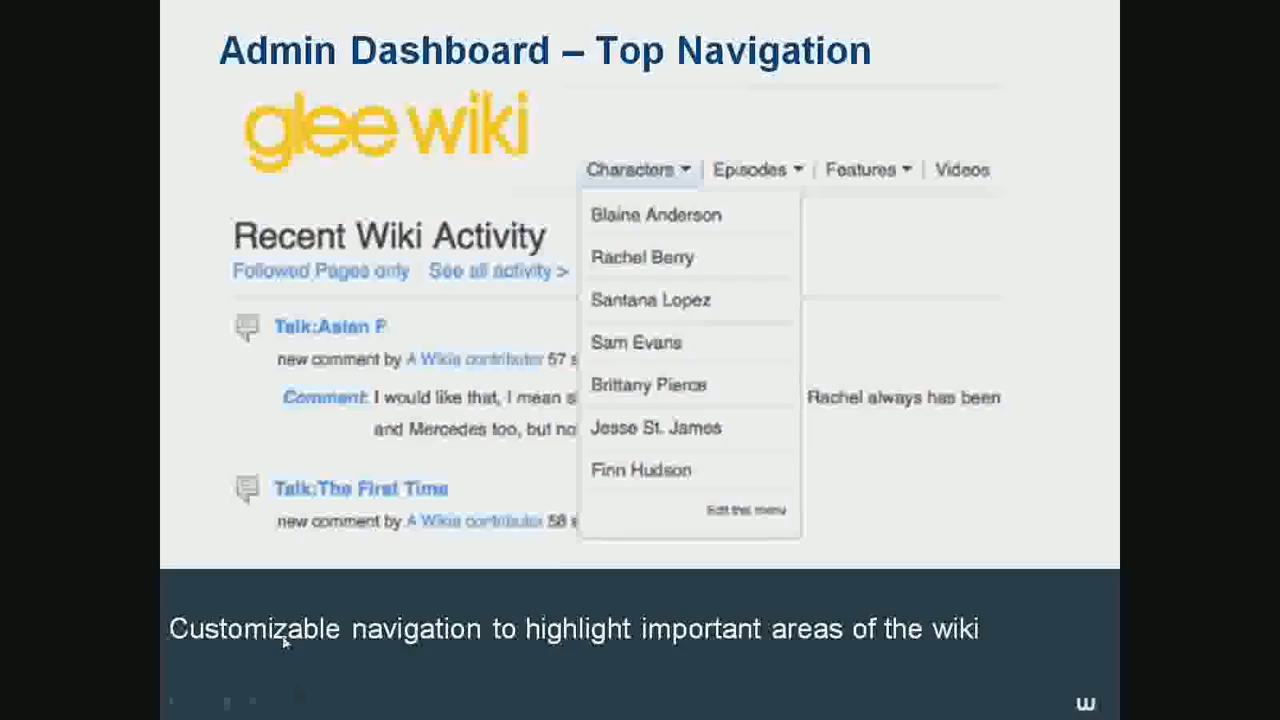 Admin Dashboard – Top Navigation
glee wiki
Characters Episodes Features Videos
Recent Wiki Activity
Followed Pages only See all activity >
Talk:Asian F
new comment by A Wikia contributor 57 s
Comment: I would like that, I mean s
Rachel always has been
and Mercedes too, but no
Talk:The First Time
new comment by A Wikia contributor 58 s
Blaine Anderson
Rachel Berry
Santana Lopez
Sam Evans
Brittany Pierce
Jesse St. James
Finn Hudson
Edit this menu
Customizable navigation to highlight important areas of the wiki
w